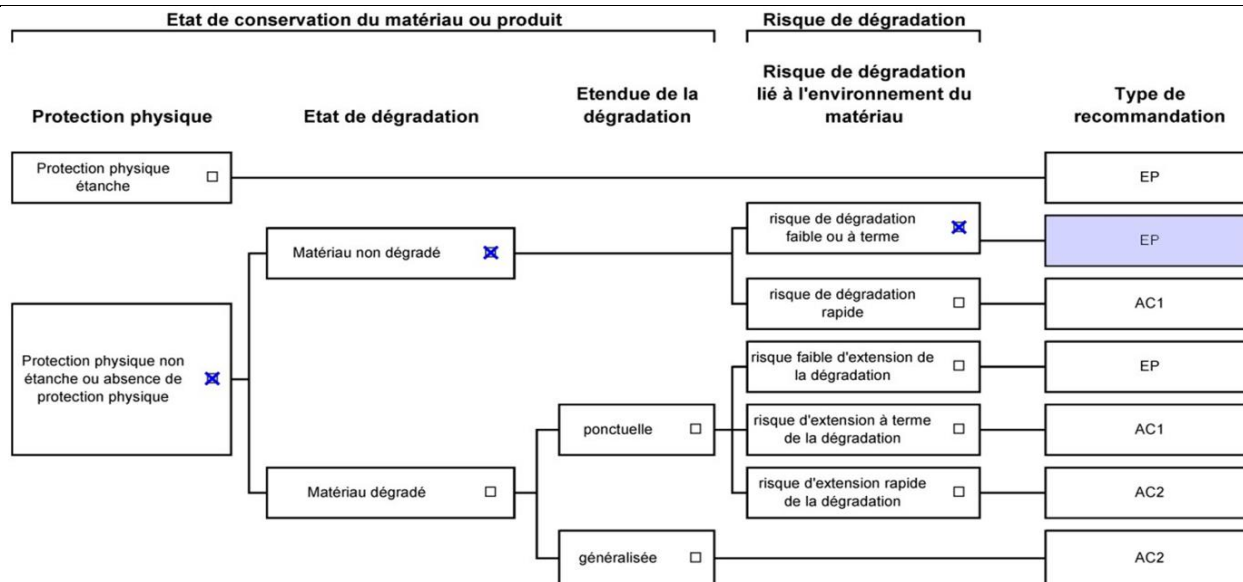 Etat de conservation du matériau ou produit
Risque de dégradation
Protection physique
Etat de dégradation
Etendue de la
dégradation
Risque de dégradation
lié à l'environnement du
matériau
Type de
recommandation
Protection physique
étanche
EP
Matériau non dégradé
risque de dégradation
faible ou à terme
EP
risque de dégradation
rapide
AC1
Protection physique non
étanche ou absence de
protection physique
risque faible d'extension de
la dégradation
EP
ponctuelle
risque d'extension à terme
de la dégradation
AC1
Matériau dégradé
risque d'extension rapide
de la dégradation
AC2
généralisée
AC2